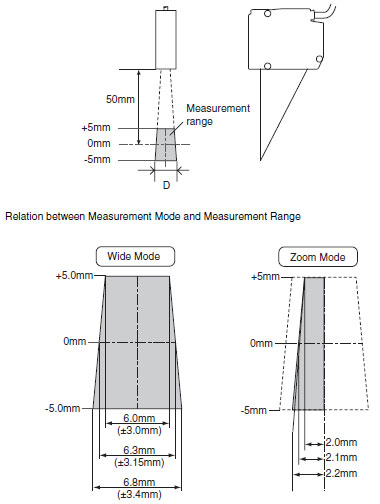 50mm
Measurement
range
+5mm
0mm
-5mm
D
Relation between Measurement Mode and Measurement Range
Wide Mode
Zoom Mode
+5.0mm
+5mm
0mm
0mm
-5.0mm
-5mm
6.0mm
(±3.0mm)
6.3mm
(±3.15mm)
6.8mm
(±3.4mm)
2.0mm
2.1mm
2.2mm